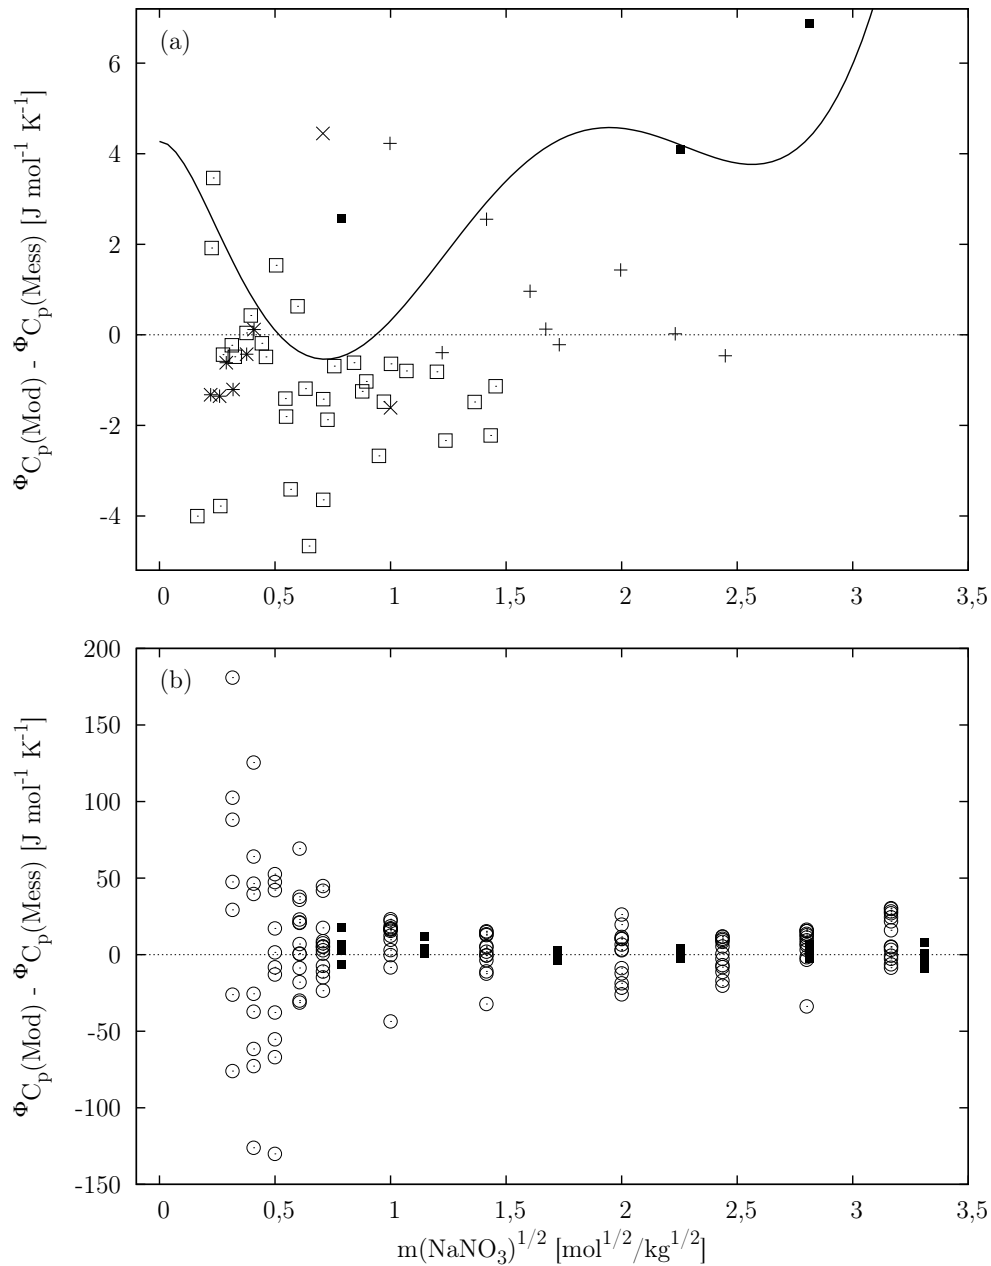 (a)
6
4
2
0
-2
-4
ΦCp(Mod) - ΦCp(Mess) [J mol-1 K-1]
0 0,5 1 1,5 2 2,5 3 3,5
(b)
200
150
100
50
0
-50
-100
-150
ΦCp(Mod) - ΦCp(Mess) [J mol-1 K-1]
0 0,5 1 1,5 2 2,5 3 3,5
m(NaNO3)1/2 [mol1/2/kg1/2]